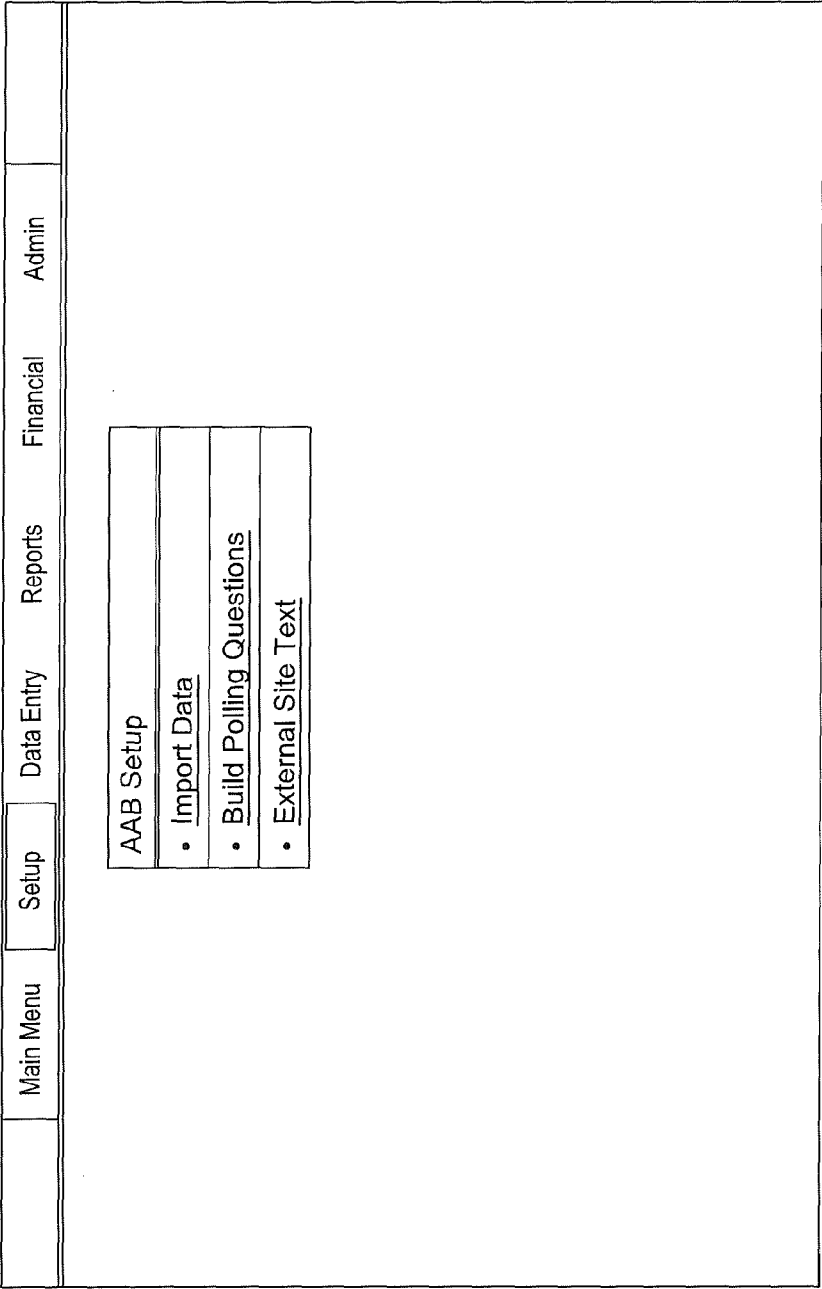 Main Menu Setup Data Entry Reports Financial Admin
AAB Setup
• Import Data
• Build Polling Questions
• External Site Text